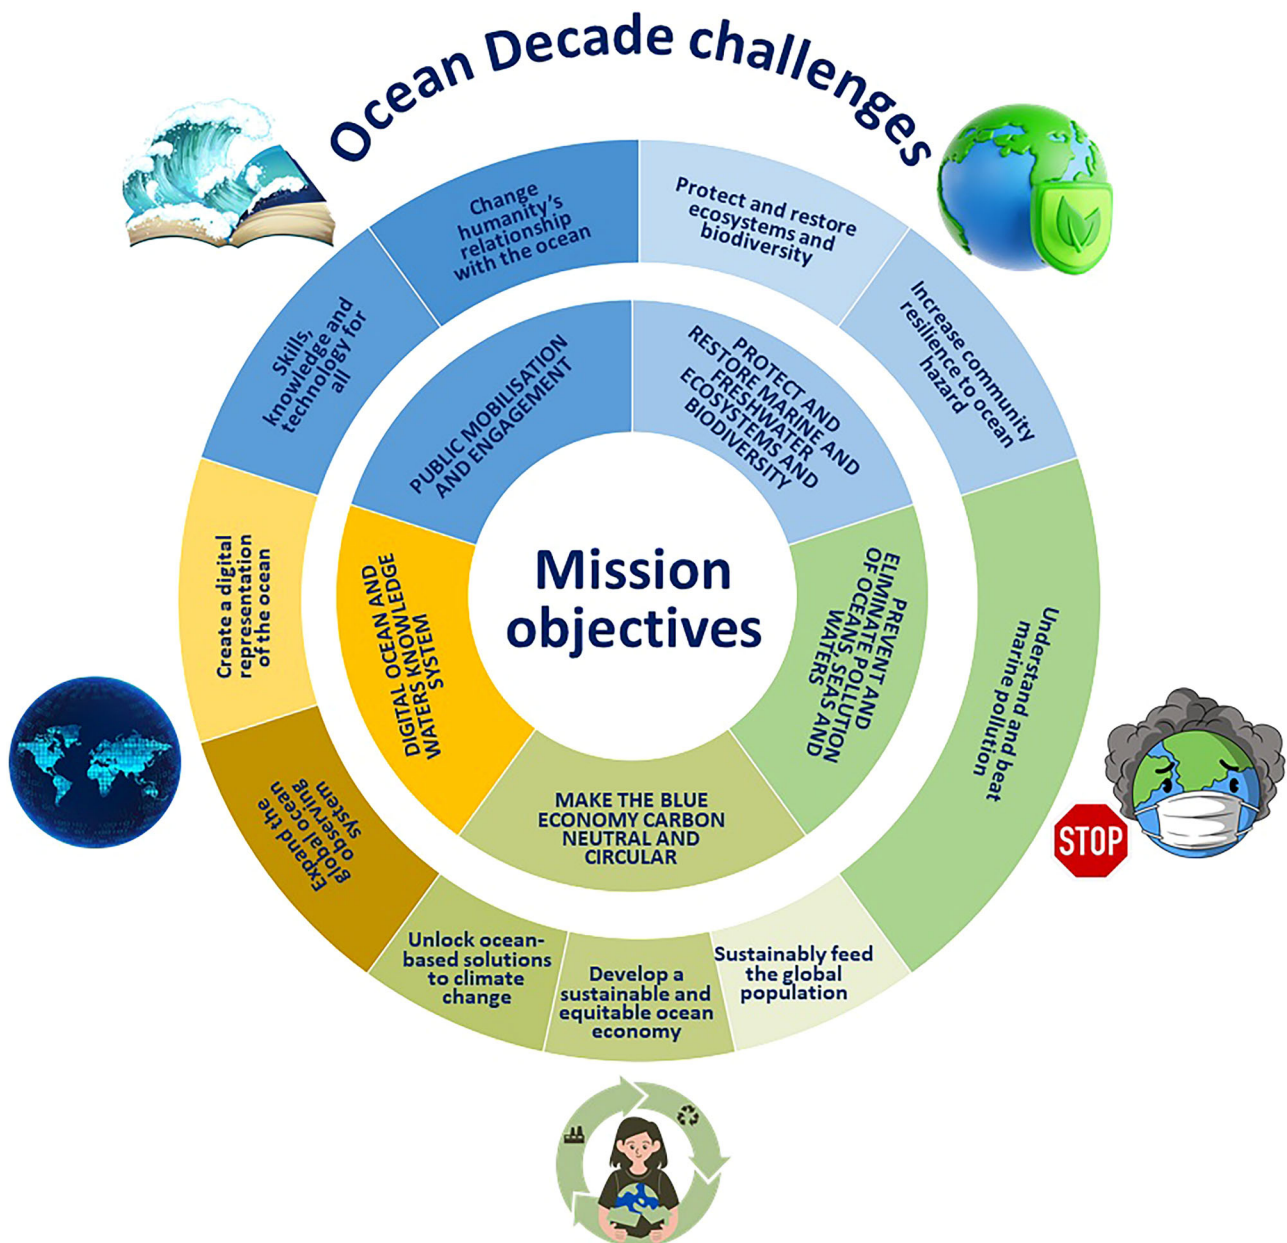 Ocean Decade challenges
Change
humanity's
relationship
with the ocean
Protect and restore
ecosystems and
biodiversity
Increase community
resilience to ocean
hazard
Understand and beat
marine pollution
Sustainably feed
the global
population
Develop a
sustainable and
equitable ocean
economy
Unlock ocean-
based solutions
to climate
change
Expand the
global ocean
observing
system
Create a digital
representation
of the ocean
Skills,
knowledge and
technology for
all
PUBLIC MOBILISATION
AND ENGAGEMENT
PROTECT AND
RESTORE MARINE AND
FRESHWATER
ECOSYSTEMS AND
BIODIVERSITY
PREVENT AND
ELIMINATE POLLUTION
OF OCEANS, SEAS AND
WATERS
MAKE THE BLUE
ECONOMY CARBON
NEUTRAL AND
CIRCULAR
DIGITAL OCEAN AND
WATERS KNOWLEDGE
SYSTEM
Mission
objectives
STOP